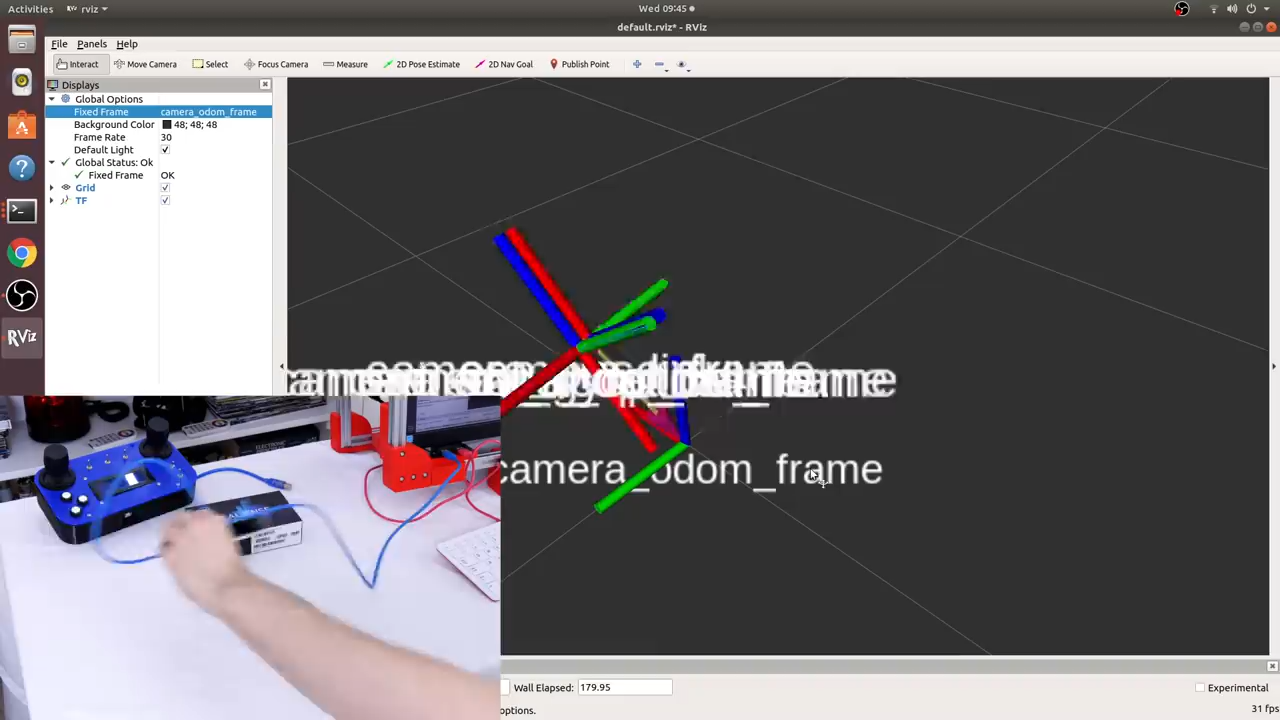 Activities
rviz
Wed 09:45
default.rviz* - RViz
File Panels Help
Interact Move Camera Select Focus Camera Measure 2D Pose Estimate 2D Nav Goal Publish Point
Displays
Global Options
Fixed Frame camera_odom_frame
Background Color 48; 48; 48
Frame Rate 30
Default Light
Global Status: Ok
Fixed Frame OK
Grid
TF
RViz
camera_odom_frame
Wall Elapsed: 179.95
Experimental
options.
31 fps